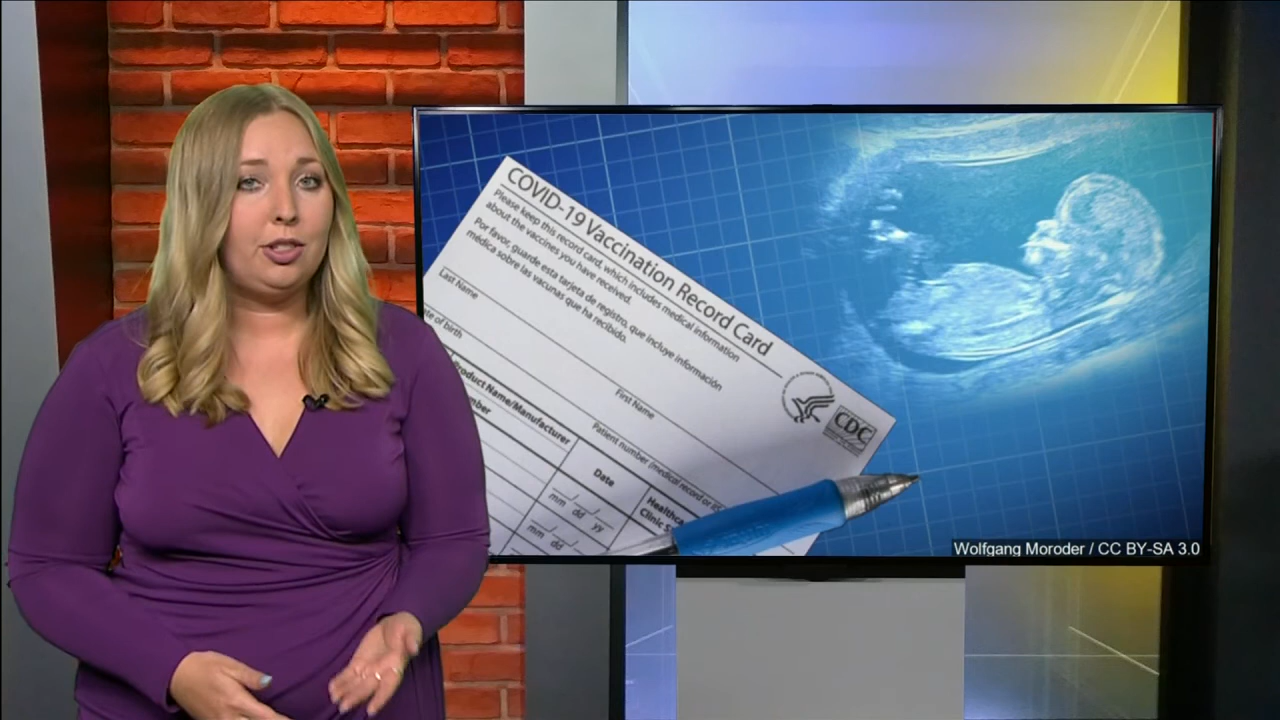 COVID-19 Vaccination Record Card
Please keep this record card, which includes medical information
about the vaccines you have received.
Por favor, guarde esta tarjeta de registro, que incluye información
médica sobre las vacunas que ha recibido.
Last Name
First Name
ate of birth
Patient number (medical record or
Product Name/Manufacturer
Date
Healthca
Clinic S
mm dd yy
mm dd
CDC
Wolfgang Moroder / CC BY-SA 3.0